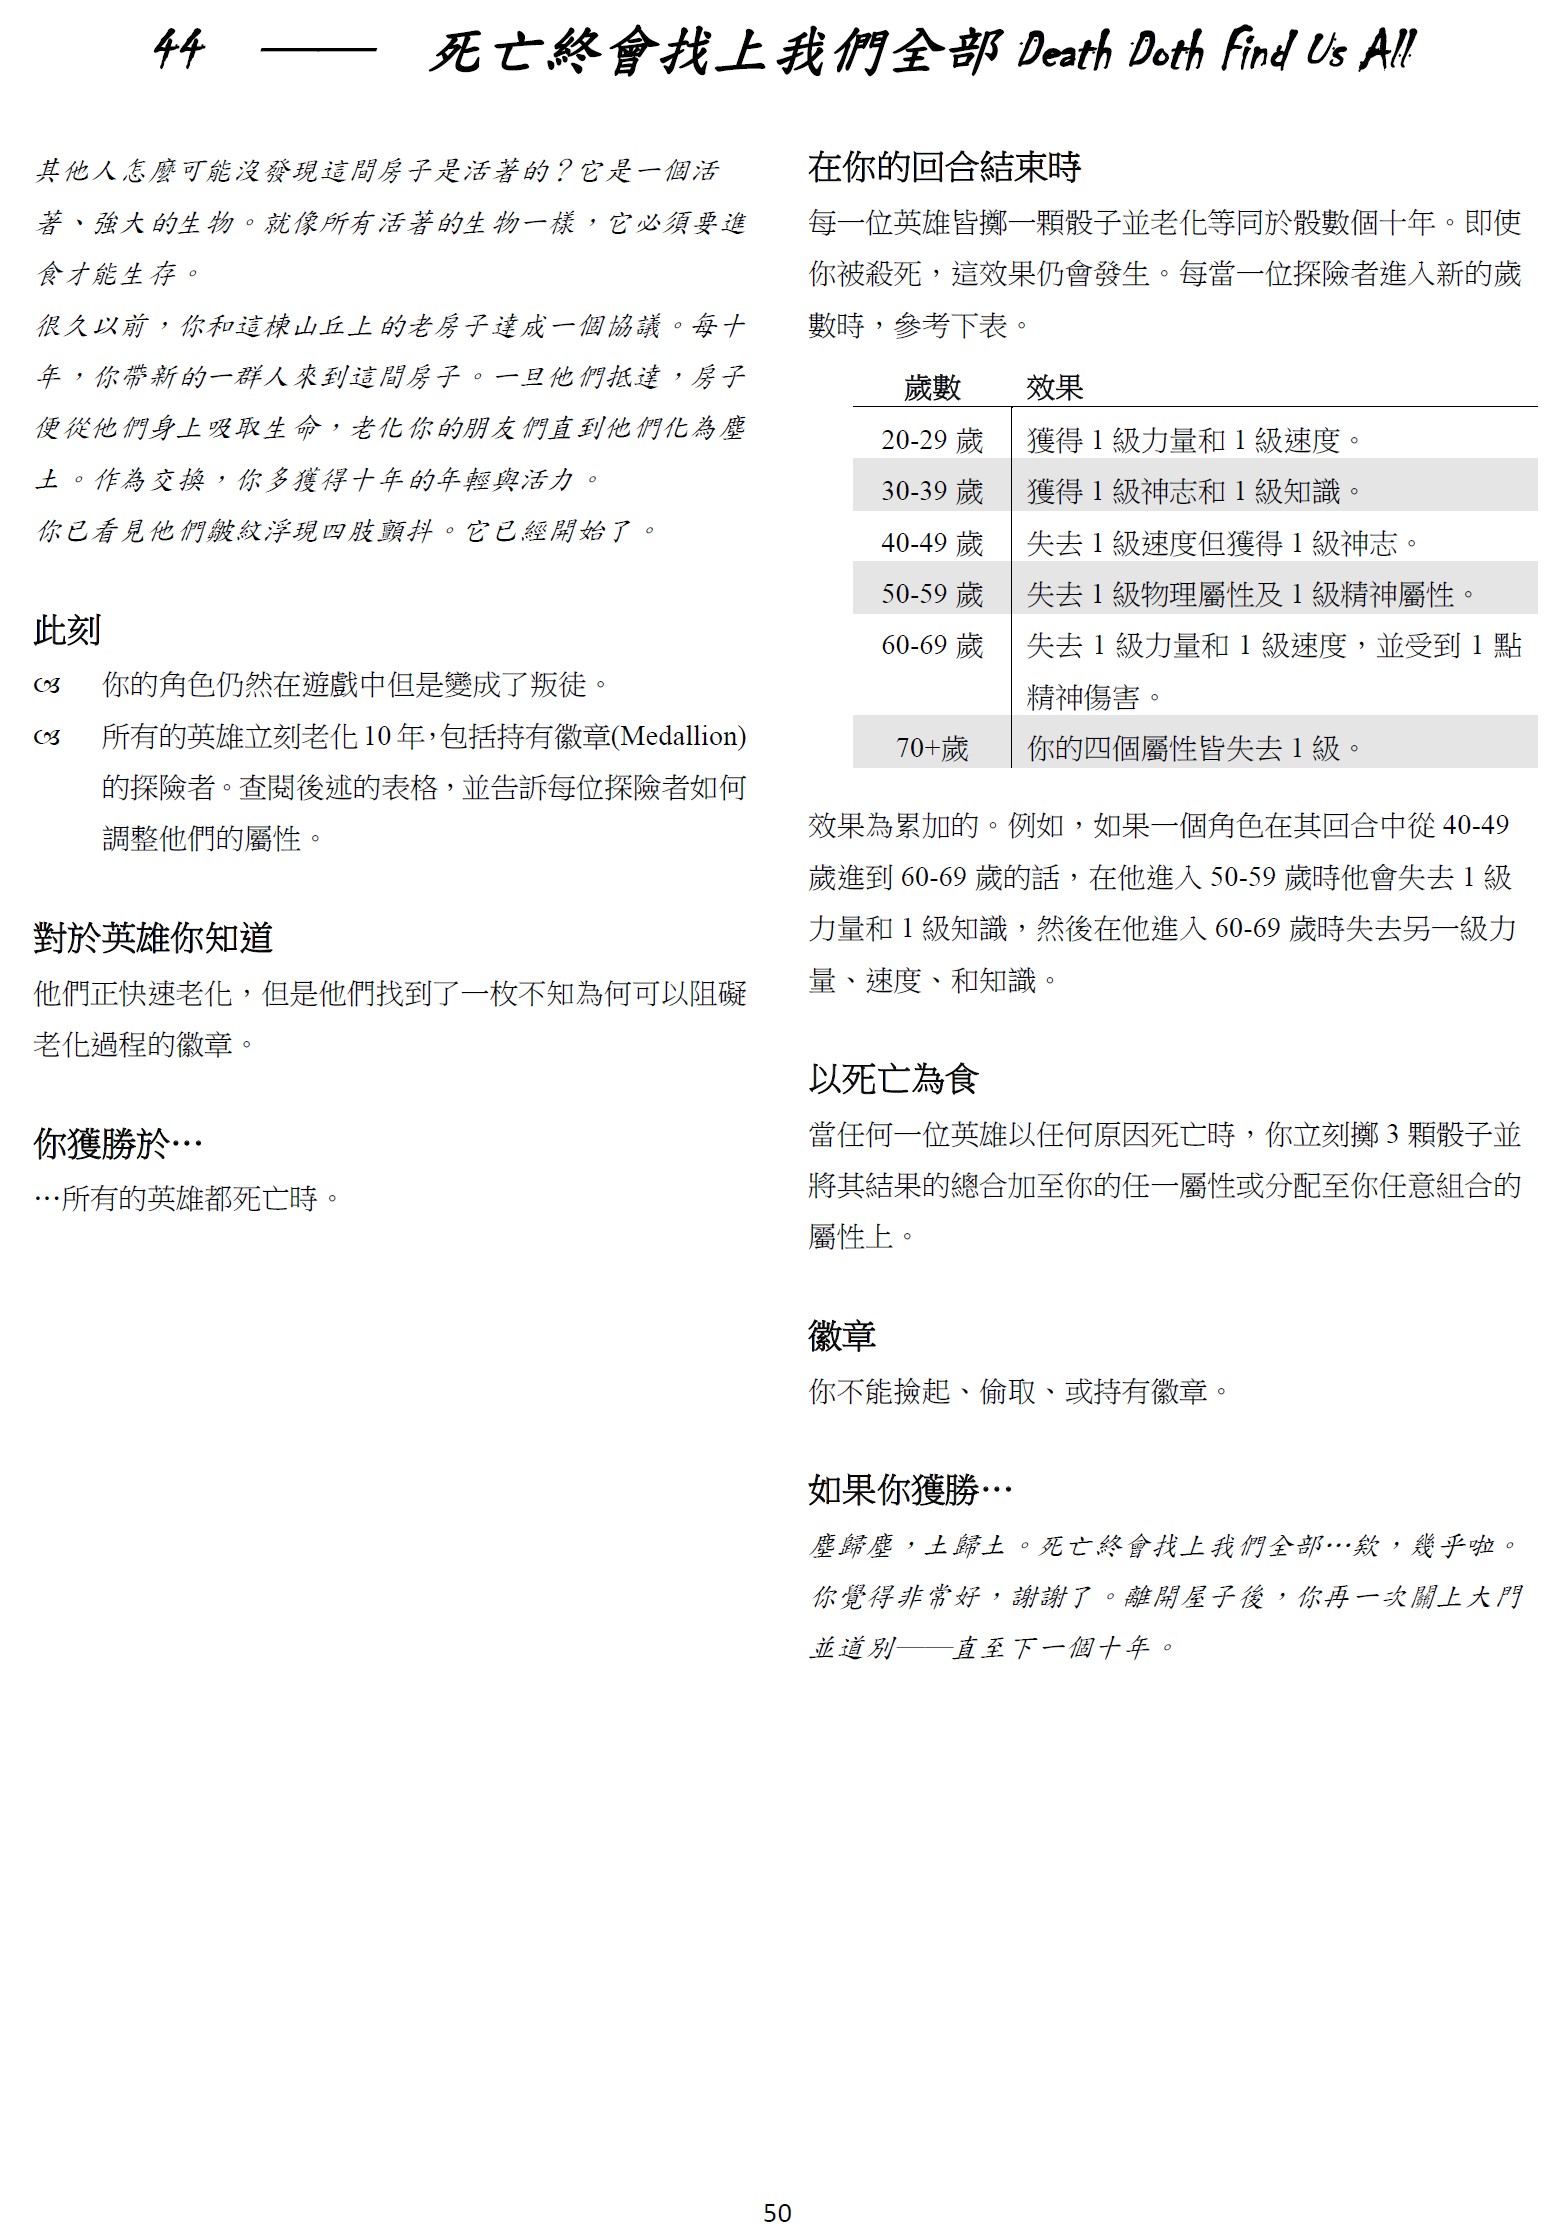 44 —— 死亡終會找上我們全部 Death Doth Find Us All
其他人怎麼可能沒發現這間房子是活著的？它是一個活
著、強大的生物。就像所有活著的生物一樣，它必須要進
食才能生存。
很久以前，你和這棟山丘上的老房子達成一個協議。每十
年，你帶新的一群人來到這間房子。一旦他們抵達，房子
便從他們身上吸取生命，老化你的朋友們直到他們化為塵
土。作為交換，你多獲得十年的年輕與活力。
你已看見他們皺紋浮現四肢顫抖。它已經開始了。
此刻
你的角色仍然在遊戲中但是變成了叛徒。
所有的英雄立刻老化 10 年，包括持有徽章(Medallion)
的探險者。查閱後述的表格，並告訴每位探險者如何
調整他們的屬性。
對於英雄你知道
他們正快速老化，但是他們找到了一枚不知為何可以阻礙
老化過程的徽章。
你獲勝於…
…所有的英雄都死亡時。
在你的回合結束時
每一位英雄皆擲一顆骰子並老化等同於骰數個十年。即使
你被殺死，這效果仍會發生。每當一位探險者進入新的歲
數時，參考下表。
歲數 效果
20-29 歲 獲得 1 級力量和 1 級速度。
30-39 歲 獲得 1 級神志和 1 級知識。
40-49 歲 失去 1 級速度但獲得 1 級神志。
50-59 歲 失去 1 級物理屬性及 1 級精神屬性。
60-69 歲 失去 1 級力量和 1 級速度，並受到 1 點
精神傷害。
70+歲 你的四個屬性皆失去 1 級。
效果為累加的。例如，如果一個角色在其回合中從 40-49
歲進到 60-69 歲的話，在他進入 50-59 歲時他會失去 1 級
力量和 1 級知識，然後在他進入 60-69 歲時失去另一級力
量、速度、和知識。
以死亡為食
當任何一位英雄以任何原因死亡時，你立刻擲 3 顆骰子並
將其結果的總合加至你的任一屬性或分配至你任意組合的
屬性上。
徽章
你不能撿起、偷取、或持有徽章。
如果你獲勝…
塵歸塵，土歸土。死亡終會找上我們全部…欸，幾乎啦。
你覺得非常好，謝謝了。離開屋子後，你再一次關上大門
並道別——直至下一個十年。
50